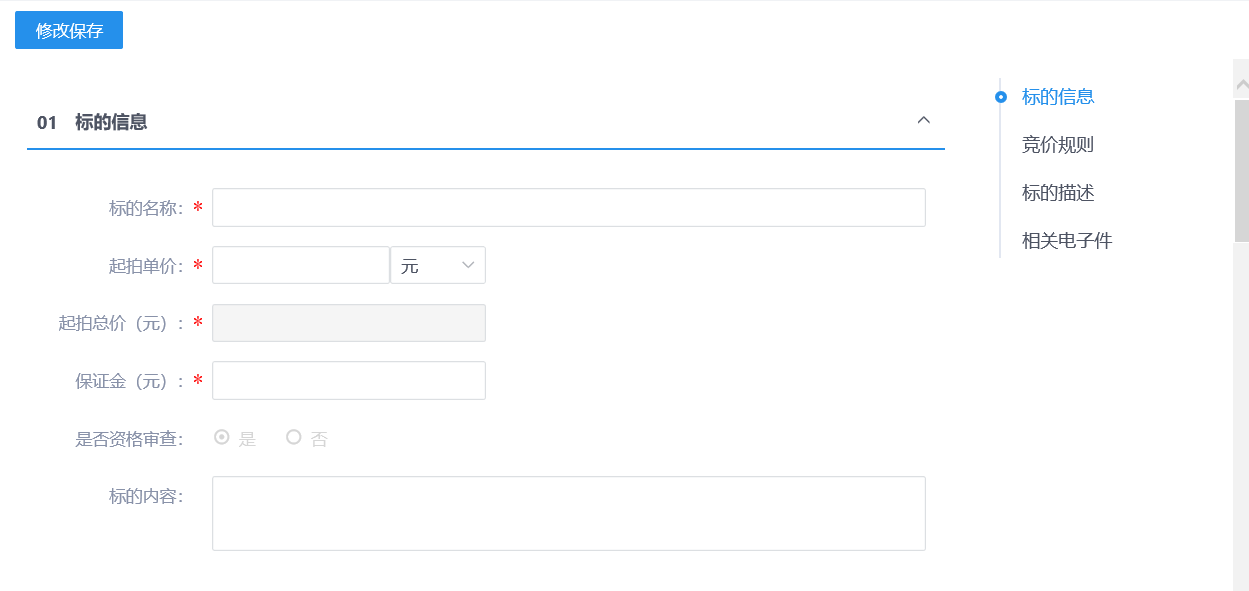 修改保存
01 标的信息
标的名称：*
起拍单价：* 元
起拍总价（元）：*
保证金（元）：*
是否资格审查： 是 否
标的内容：
标的信息
竞价规则
标的描述
相关电子件